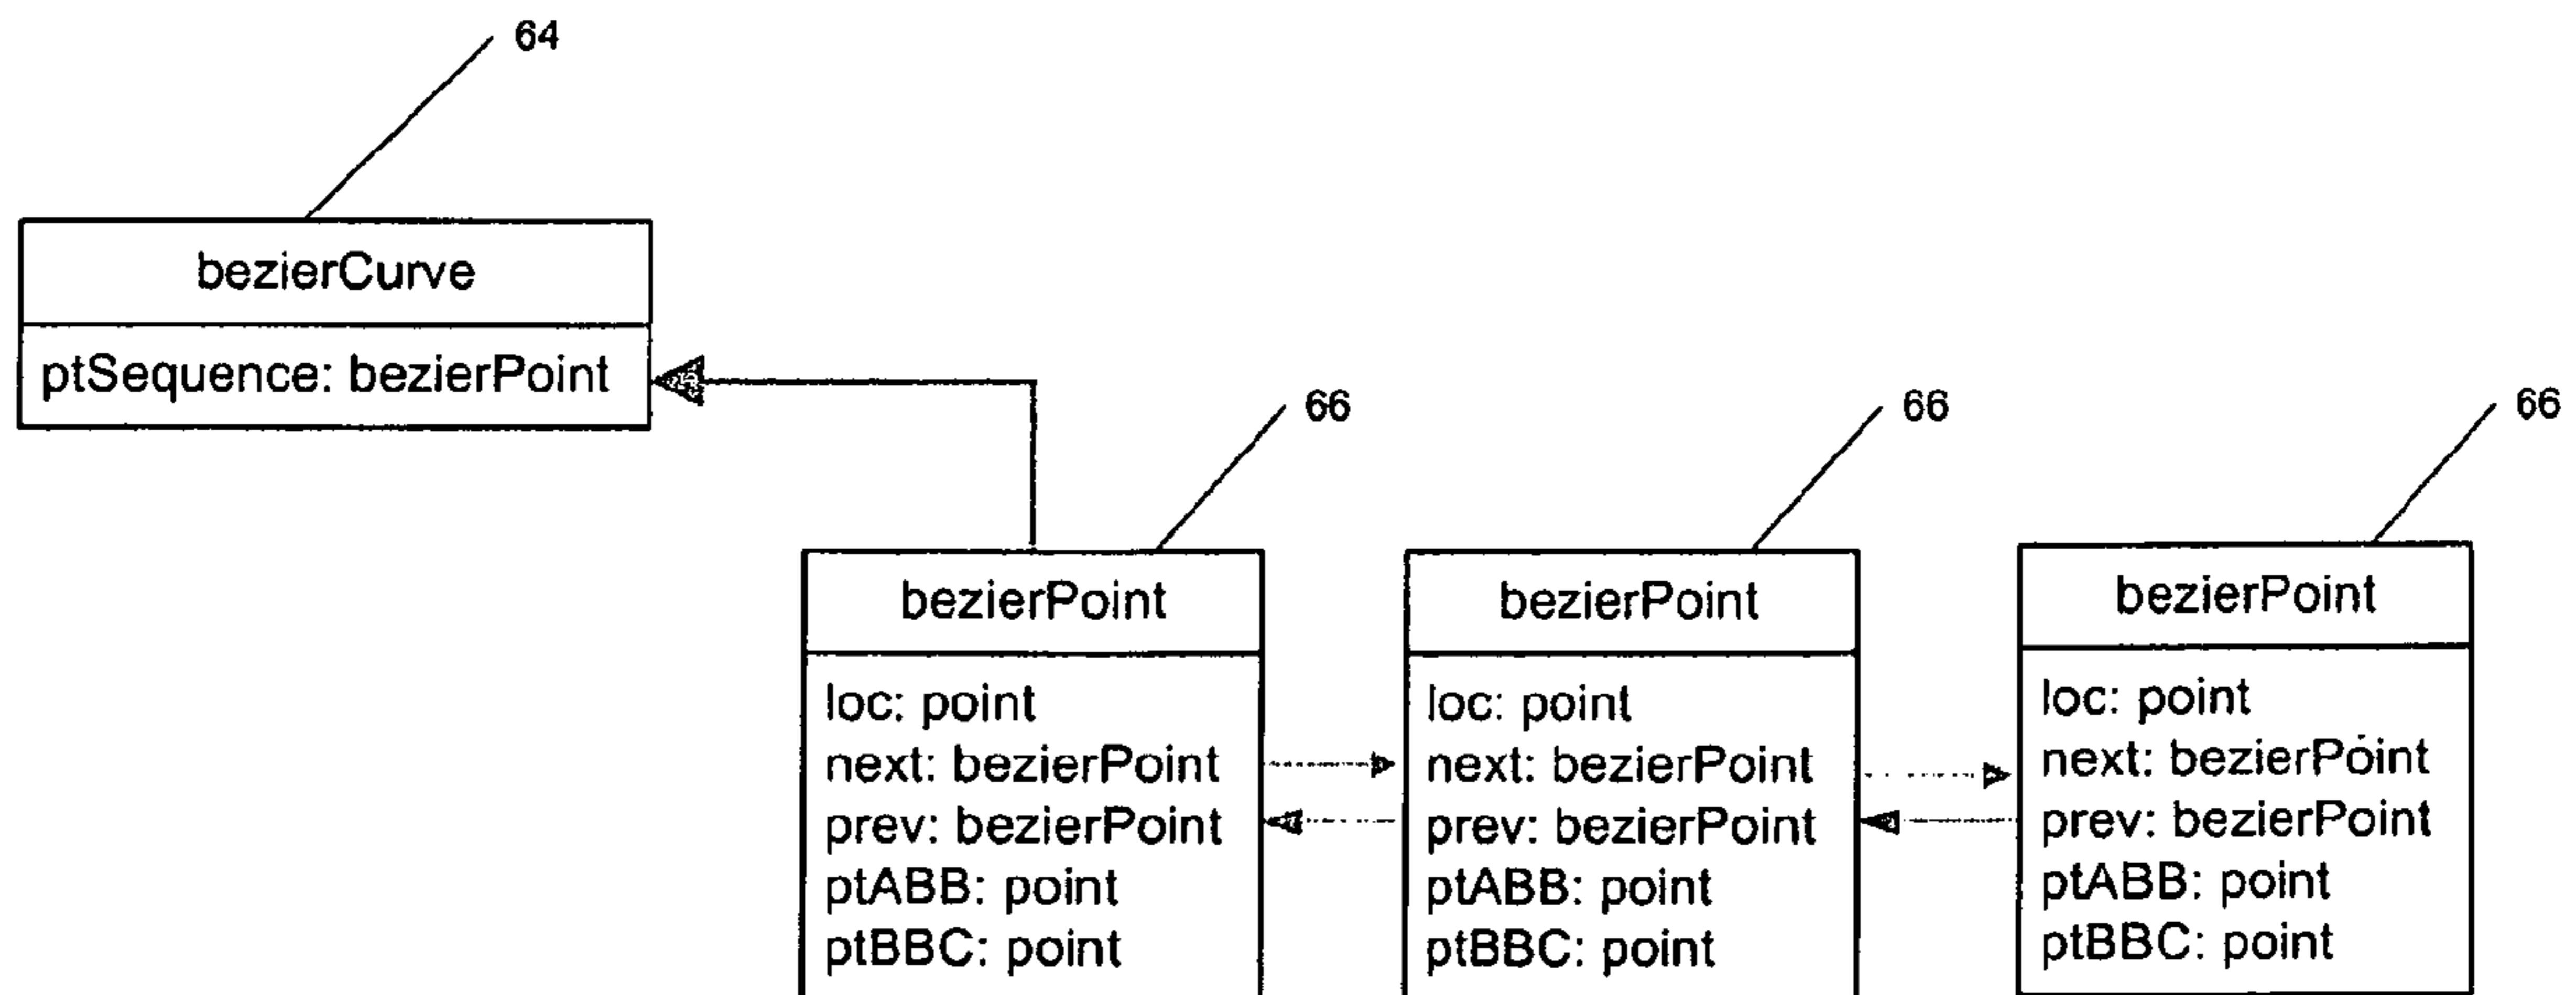 64
bezierCurve
ptSequence: bezierPoint
66
66
66
bezierPoint
loc: point
next: bezierPoint
prev: bezierPoint
ptABB: point
ptBBC: point
bezierPoint
loc: point
next: bezierPoint
prev: bezierPoint
ptABB: point
ptBBC: point
bezierPoint
loc: point
next: bezierPoint
prev: bezierPoint
ptABB: point
ptBBC: point